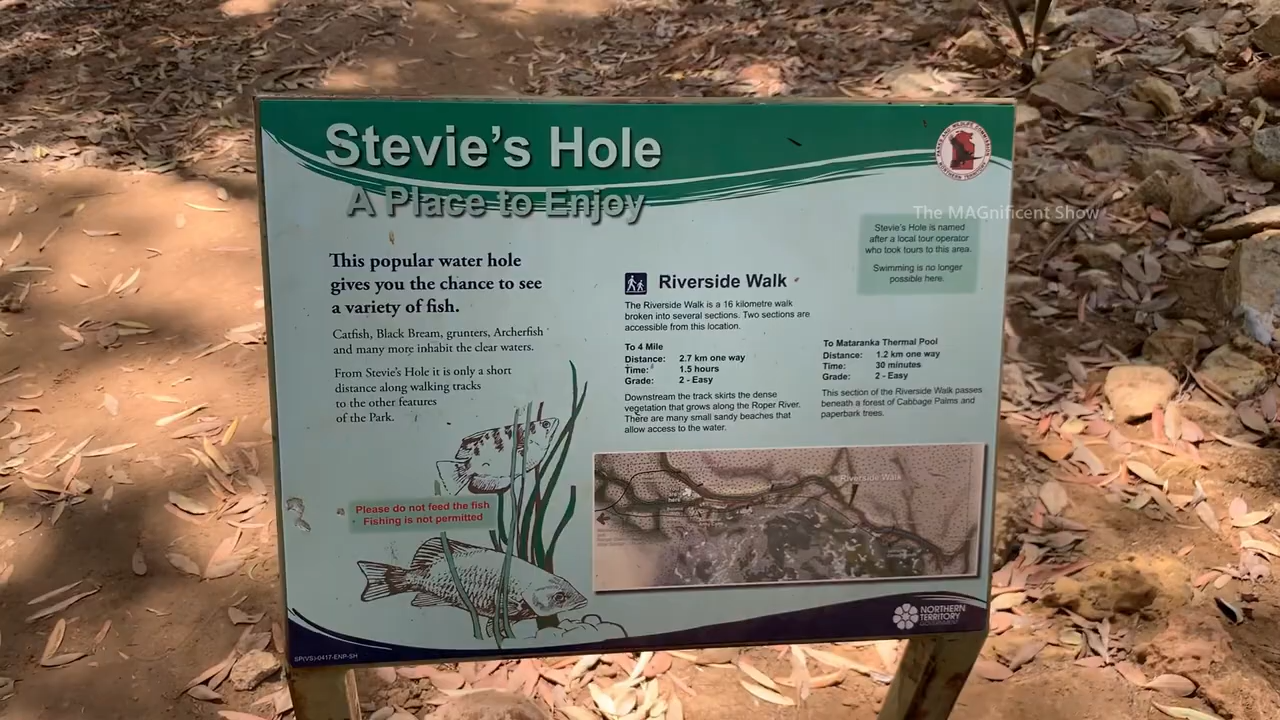 Stevie's Hole
A Place to Enjoy
The MAGnificent Show
Stevie's Hole is named
after a local tour operator
who took tours to this area.
Swimming is no longer
possible here.
This popular water hole
gives you the chance to see
a variety of fish.
Catfish, Black Bream, grunters, Archerfish
and many more inhabit the clear waters.
From Stevie's Hole it is only a short
distance along walking tracks
to the other features
of the Park.
Please do not feed the fish
Fishing is not permitted
Riverside Walk
The Riverside Walk is a 16 kilometre walk
broken into several sections. Two sections are
accessible from this location.
To 4 Mile
Distance: 2.7 km one way
Time: 1.5 hours
Grade: 2 - Easy
Downstream the track skirts the dense
vegetation that grows along the Roper River.
There are many small sandy beaches that
allow access to the water.
To Mataranka Thermal Pool
Distance: 1.2 km one way
Time: 30 minutes
Grade: 2 - Easy
This section of the Riverside Walk passes
beneath a forest of Cabbage Palms and
paperbark trees.
Riverside Walk
NORTHERN
TERRITORY
GOVERNMENT
SP(VS)-0417-ENP-SH